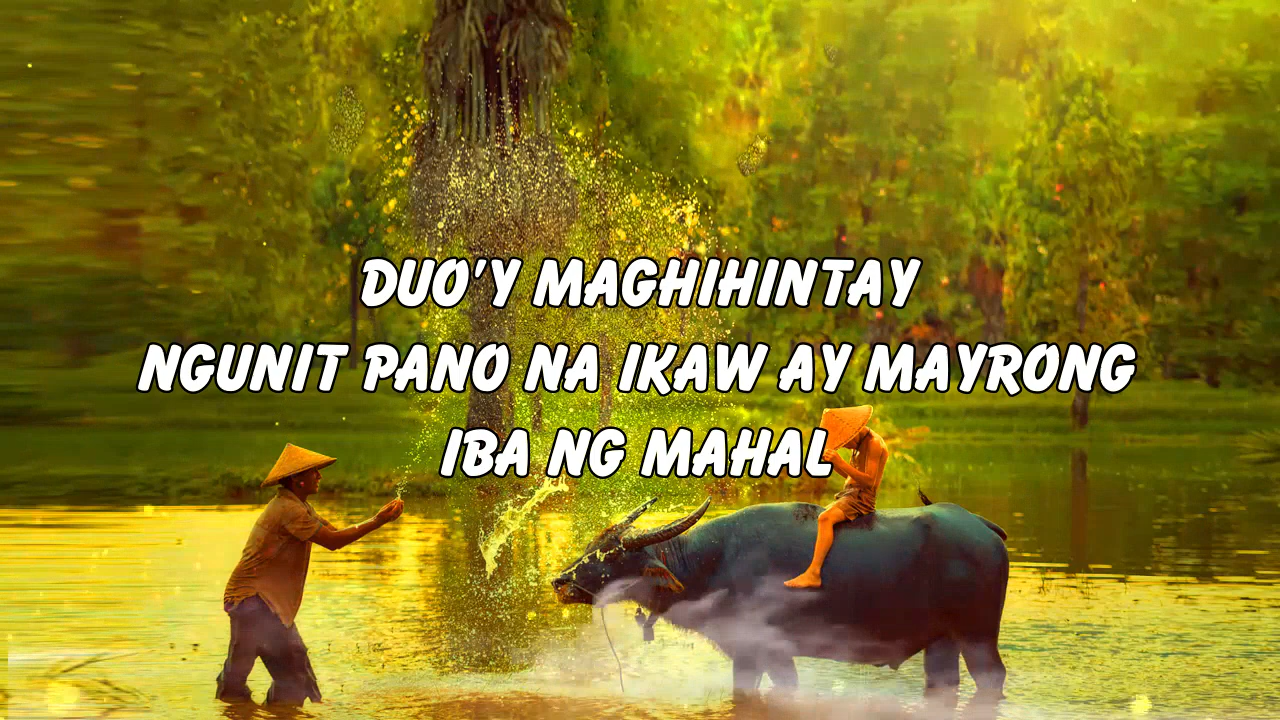 DUO'Y MAGHIHINTAY
NGUNIT PANO NA IKAW AY MAYRONG
IBA NG MAHAL